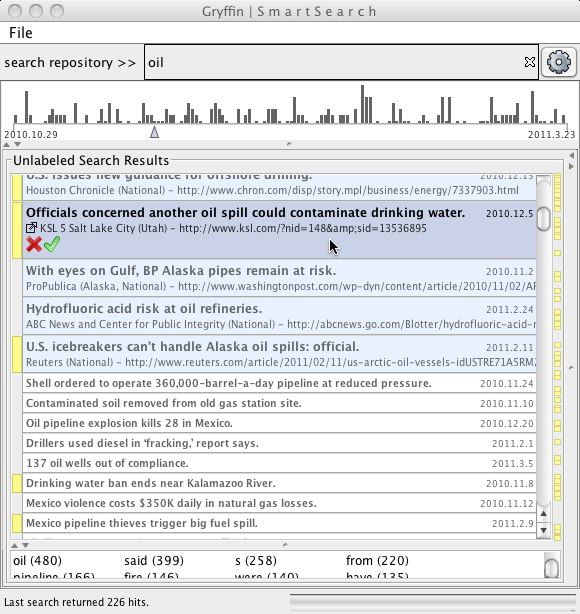 Gryffin | SmartSearch
File
search repository >> oil
2010.10.29 2011.3.23
Unlabeled Search Results
U.S. issues new guidance for offshore drilling. 2010.12.13
Houston Chronicle (National) – http://www.chron.com/disp/story.mpl/business/energy/7337903.html
Officials concerned another oil spill could contaminate drinking water. 2010.12.5
KSL 5 Salt Lake City (Utah) – http://www.ksl.com/?nid=148&amp;sid=13536895
With eyes on Gulf, BP Alaska pipes remain at risk. 2010.11.2
ProPublica (Alaska, National) – http://www.washingtonpost.com/wp-dyn/content/article/2010/11/02/AR
Hydrofluoric acid risk at oil refineries. 2011.2.24
ABC News and Center for Public Integrity (National) – http://abcnews.go.com/Blotter/hydrofluoric-acid-r
U.S. icebreakers can't handle Alaska oil spills: official. 2011.2.11
Reuters (National) – http://www.reuters.com/article/2011/02/11/us-arctic-oil-vessels-idUSTRE71A5RM2
Shell ordered to operate 360,000-barrel-a-day pipeline at reduced pressure. 2010.11.24
Contaminated soil removed from old gas station site. 2010.11.10
Oil pipeline explosion kills 28 in Mexico. 2010.12.20
Drillers used diesel in 'fracking,' report says. 2011.2.1
137 oil wells out of compliance. 2011.3.5
Drinking water ban ends near Kalamazoo River. 2010.11.8
Mexico violence costs $350K daily in natural gas losses. 2010.11.12
Mexico pipeline thieves trigger big fuel spill. 2011.2.9
oil (480) said (399) s (258) from (220)
pipeline (166) fire (146) were (140) have (135)
Last search returned 226 hits.